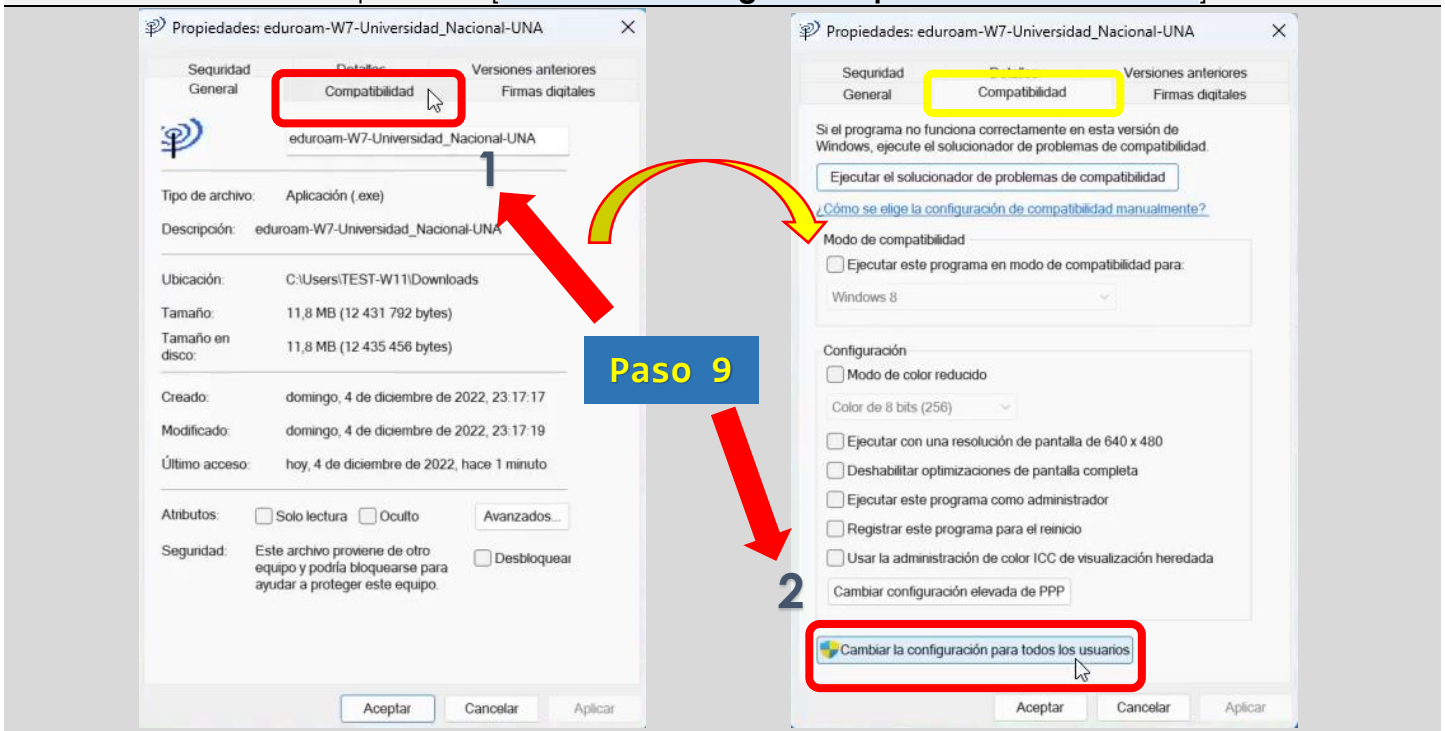 Propiedades: eduroam-W7-Universidad_Nacional-UNA
Seguridad Detalles Versiones anteriores
General Compatibilidad Firmas digitales
eduroam-W7-Universidad_Nacional-UNA
1
Tipo de archivo: Aplicación (.exe)
Descripción: eduroam-W7-Universidad_Nacional-UNA
Ubicación: C:\Users\TEST-W11\Downloads
Tamaño: 11,8 MB (12 431 792 bytes)
Tamaño en
disco: 11,8 MB (12 435 456 bytes)
Creado: domingo, 4 de diciembre de 2022, 23:17:17
Modificado: domingo, 4 de diciembre de 2022, 23:17:19
Último acceso: hoy, 4 de diciembre de 2022, hace 1 minuto
Atributos: Solo lectura Oculto Avanzados...
Seguridad: Este archivo proviene de otro
equipo y podría bloquearse para
ayudar a proteger este equipo.
Desbloquear
Aceptar Cancelar Aplicar
Paso 9
Propiedades: eduroam-W7-Universidad_Nacional-UNA
Seguridad Detalles Versiones anteriores
General Compatibilidad Firmas digitales
Si el programa no funciona correctamente en esta versión de
Windows, ejecute el solucionador de problemas de compatibilidad.
Ejecutar el solucionador de problemas de compatibilidad
¿Cómo se elige la configuración de compatibilidad manualmente?
Modo de compatibilidad
Ejecutar este programa en modo de compatibilidad para:
Windows 8
Configuración
Modo de color reducido
Color de 8 bits (256)
Ejecutar con una resolución de pantalla de 640 x 480
Deshabilitar optimizaciones de pantalla completa
Ejecutar este programa como administrador
Registrar este programa para el reinicio
Usar la administración de color ICC de visualización heredada
2
Cambiar configuración elevada de PPP
Cambiar la configuración para todos los usuarios
Aceptar Cancelar Aplicar